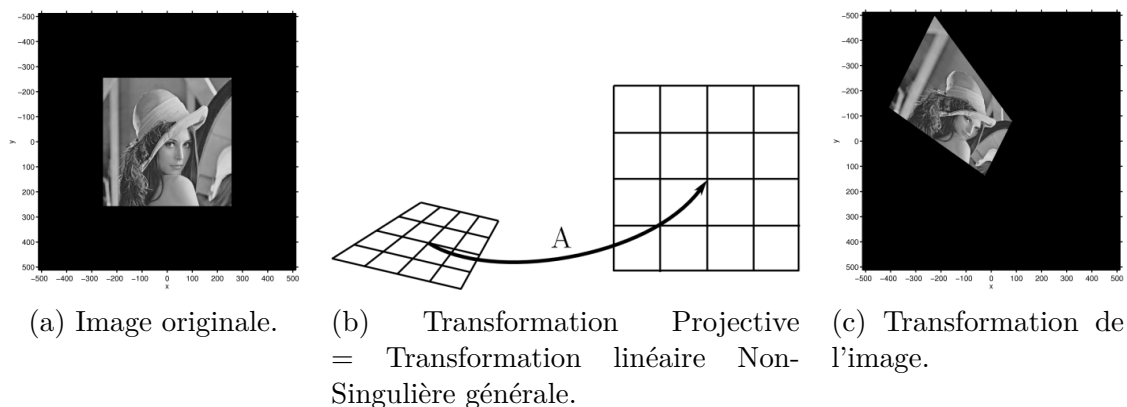 -500
-400
-300
-200
-100
0
100
200
300
400
500
y
-500 -400 -300 -200 -100 0 100 200 300 400 500
x
A
-500
-400
-300
-200
-100
0
100
200
300
400
500
y
-500 -400 -300 -200 -100 0 100 200 300 400 500
x
(a) Image originale.
(b) Transformation Projective
= Transformation linéaire Non-
Singulière générale.
(c) Transformation de
l'image.